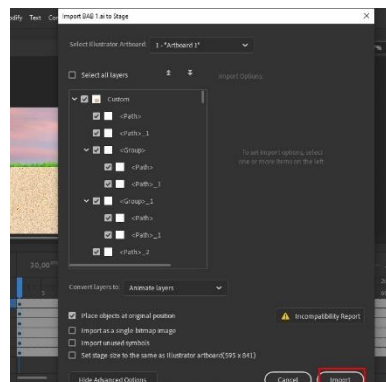 Import BAB 1.ai to Stage
Text
Select Illustrator Artboard:
1 - "Artboard 1"
Select all layers
Import Options:
Custom
<Path>
<Path>_1
<Group>
<Path>
<Path>_1
<Group>_1
<Path>
<Path>_1
<Path>_2
To set import options, select
one or more items on the left
Convert layers to:
Animate layers
Place objects at original position
Incompatibility Report
Import as a single bitmap image
Import unused symbols
Set stage size to the same as Illustrator artboard(595 x 841)
Hide Advanced Options
Cancel
Import
30,00